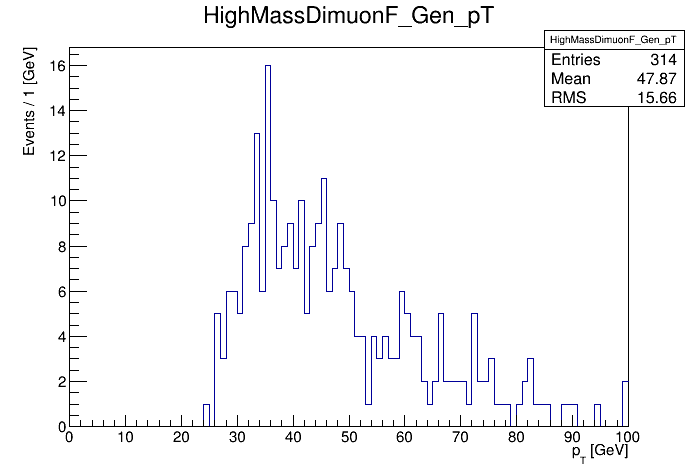 HighMassDimuonF_Gen_pT
HighMassDimuonF_Gen_pT
Entries 314
Mean 47.87
RMS 15.66
Events / 1 [GeV]
16
14
12
10
8
6
4
2
0
0 10 20 30 40 50 60 70 80 90 100
p_T [GeV]